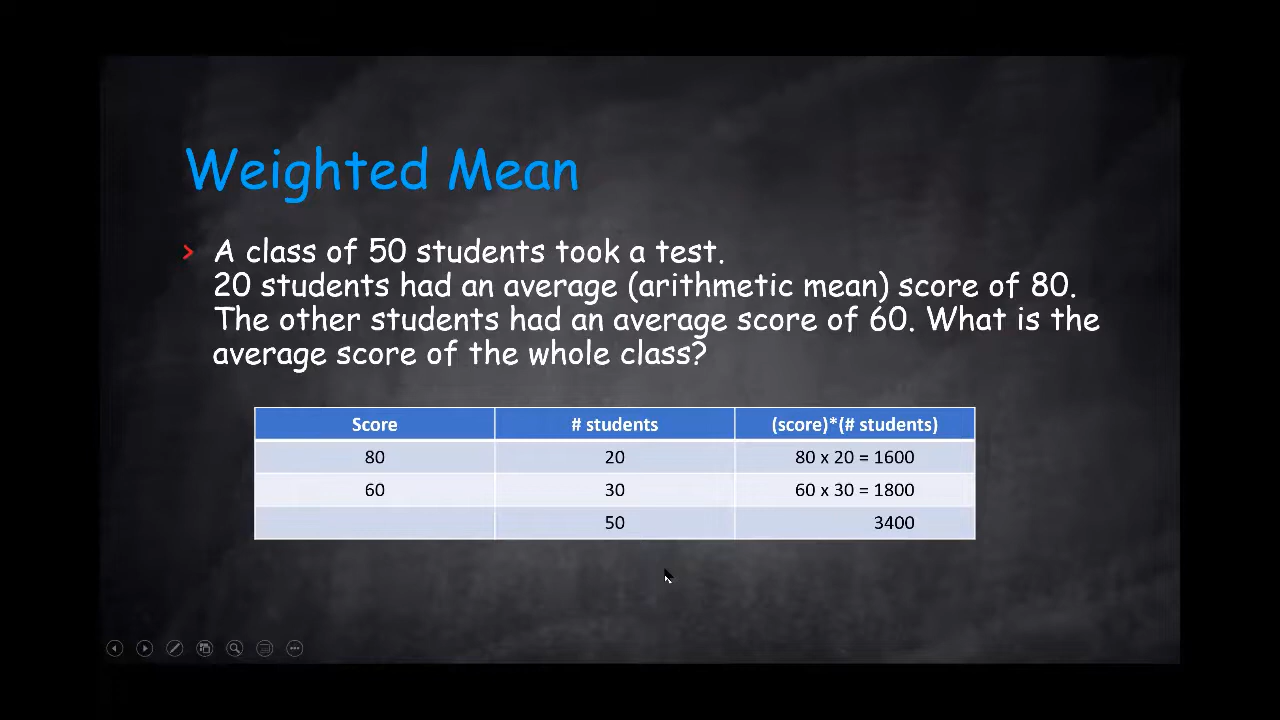 Weighted Mean
› A class of 50 students took a test.
20 students had an average (arithmetic mean) score of 80.
The other students had an average score of 60. What is the
average score of the whole class?
Score # students (score)*(# students)
80 20 80 x 20 = 1600
60 30 60 x 30 = 1800
50 3400